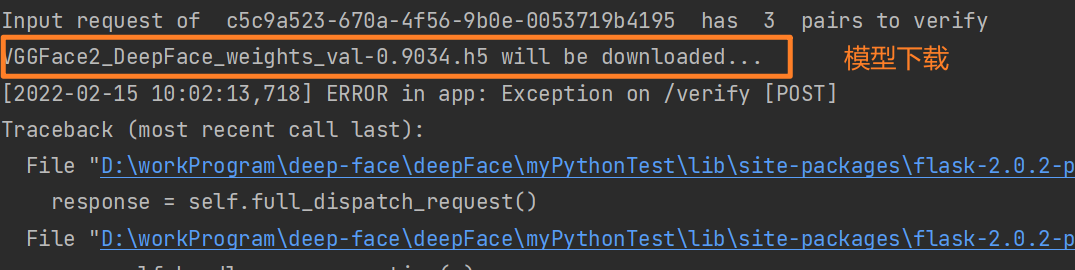 Input request of  c5c9a523-670a-4f56-9b0e-0053719b4195  has  3  pairs to verify
VGGFace2_DeepFace_weights_val-0.9034.h5 will be downloaded... 模型下载
[2022-02-15 10:02:13,718] ERROR in app: Exception on /verify [POST]
Traceback (most recent call last):
  File "D:\workProgram\deep-face\deepFace\myPythonTest\lib\site-packages\flask-2.0.2-p
    response = self.full_dispatch_request()
  File "D:\workProgram\deep-face\deepFace\myPythonTest\lib\site-packages\flask-2.0.2-p